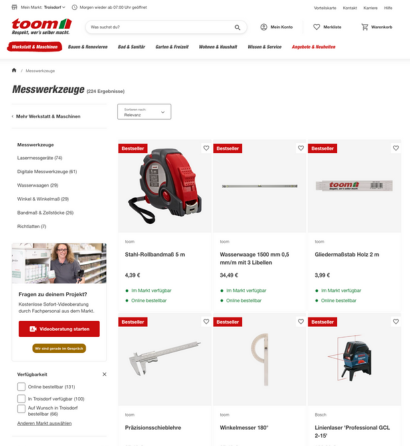 Mein Markt: Troisdorf
Morgen wieder ab 07:00 Uhr geöffnet
Vorteilskarte Kontakt Karriere Hilfe
toom
Respekt, wer's selber macht.
Was suchst du?
Mein Konto
Merkliste
Warenkorb
Werkstatt & Maschinen Bauen & Renovieren Bad & Sanitär Garten & Freizeit Wohnen & Haushalt Wissen & Service Angebote & Neuheiten
Messwerkzeuge
Messwerkzeuge (224 Ergebnisse)
Mehr Werkstatt & Maschinen
Sortieren nach:
Relevanz
Messwerkzeuge
Lasermessgeräte (74)
Digitale Messwerkzeuge (61)
Wasserwaagen (29)
Winkel & Winkelmaß (29)
Bandmaß & Zollstöcke (26)
Richtlatten (7)
Fragen zu deinem Projekt?
Kostenlose Sofort-Videoberatung
durch Fachpersonal aus dem Markt.
Videoberatung starten
Wir sind gerade im Gespräch
Verfügbarkeit
Online bestellbar (131)
In Troisdorf verfügbar (100)
Auf Wunsch in Troisdorf
bestellbar (86)
Anderen Markt auswählen
Bestseller
toom
Stahl-Rollbandmaß 5 m
4,39 €
Im Markt verfügbar
Online bestellbar
Bestseller
toom
Wasserwaage 1500 mm 0,5
mm/m mit 3 Libellen
34,49 €
Im Markt verfügbar
Online bestellbar
Bestseller
toom
toom
Gliedermaßstab Holz 2 m
3,99 €
Im Markt verfügbar
Online bestellbar
Bestseller
toom
Präzisionsschieblehre
Bestseller
toom
Winkelmesser 180°
Bestseller
Bosch
Linienlaser 'Professional GCL
2-15'